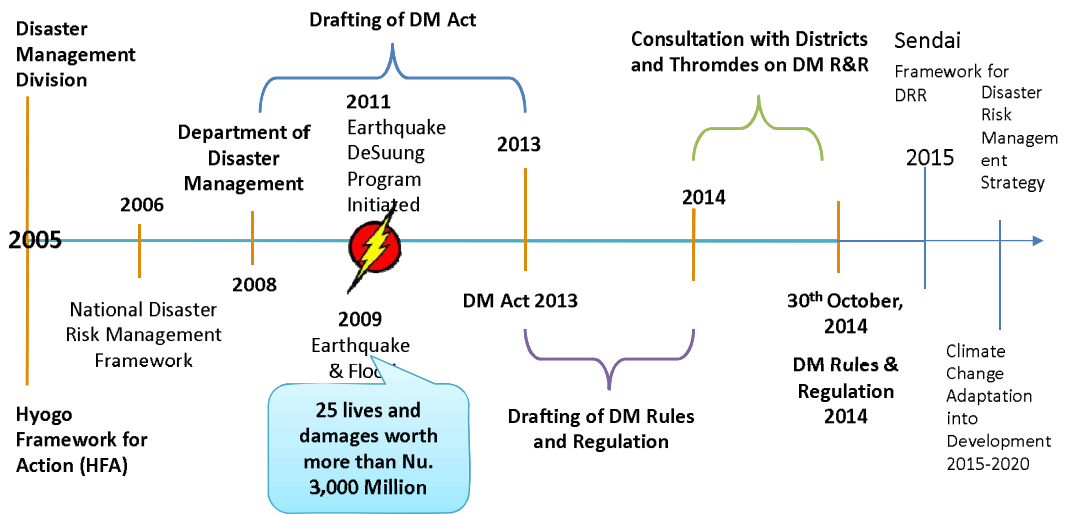 Disaster
Management
Division
2005
Hyogo
Framework for
Action (HFA)
2006
National Disaster
Risk Management
Framework
Department of
Disaster
Management
2008
Drafting of DM Act
2011
Earthquake
DeSuung
Program
Initiated
2009
Earthquake
& Flood
25 lives and
damages worth
more than Nu.
3,000 Million
2013
DM Act 2013
Drafting of DM Rules
and Regulation
2014
Consultation with Districts
and Thromdes on DM R&R
30th October,
2014
DM Rules &
Regulation
2014
Sendai
Framework for
DRR
2015
Disaster
Risk
Managem
ent
Strategy
Climate
Change
Adaptation
into
Development
2015-2020